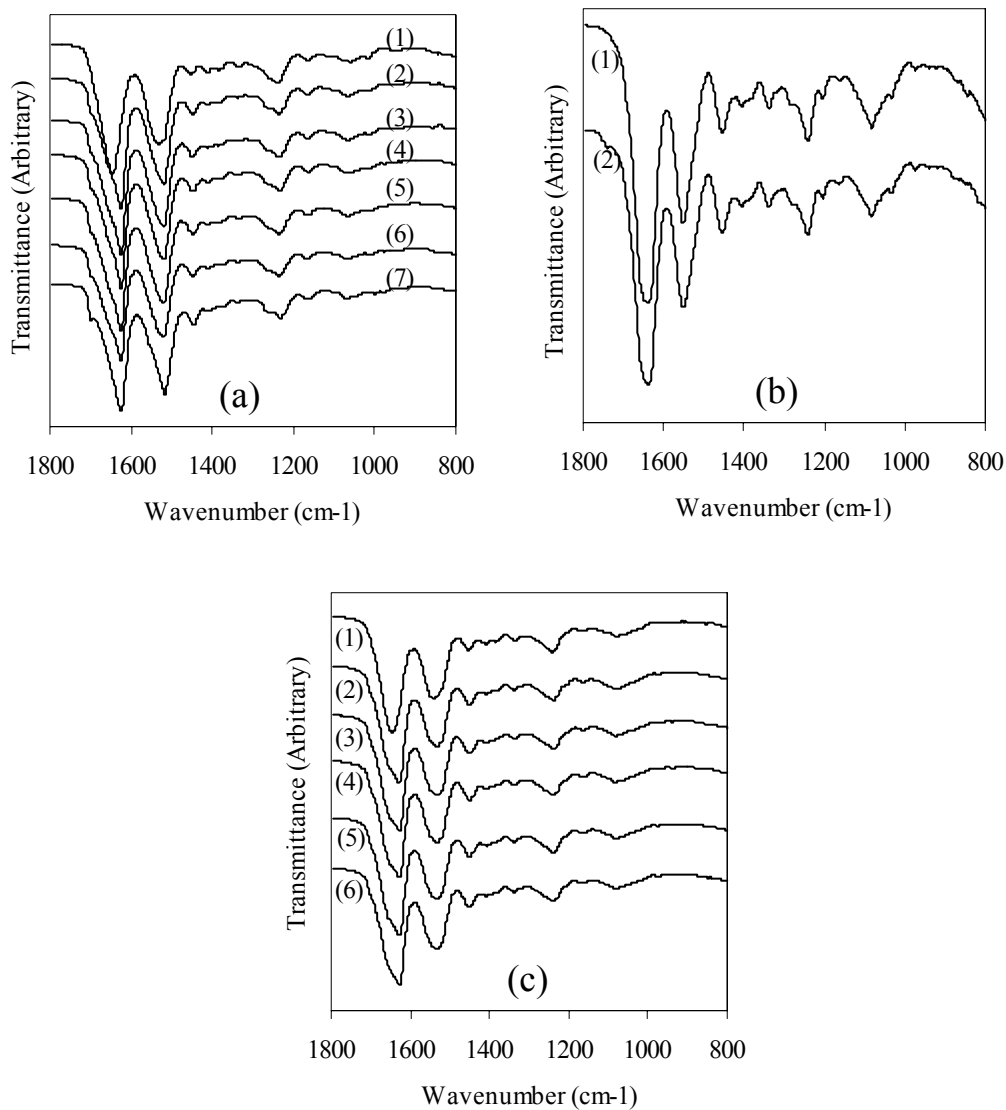 Transmittance (Arbitrary)
(1)
(2)
(3)
(4)
(5)
(6)
(7)
(a)
1800 1600 1400 1200 1000 800
Wavenumber (cm-1)
Transmittance (Arbitrary)
(1)
(2)
(b)
1800 1600 1400 1200 1000 800
Wavenumber (cm-1)
Transmittance (Arbitrary)
(1)
(2)
(3)
(4)
(5)
(6)
(c)
1800 1600 1400 1200 1000 800
Wavenumber (cm-1)